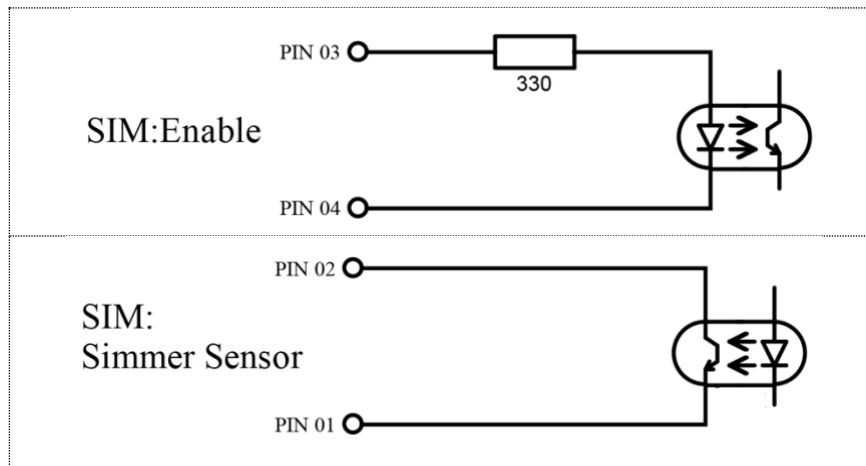 PIN 03
330
SIM:Enable
PIN 04
PIN 02
SIM:
Simmer Sensor
PIN 01